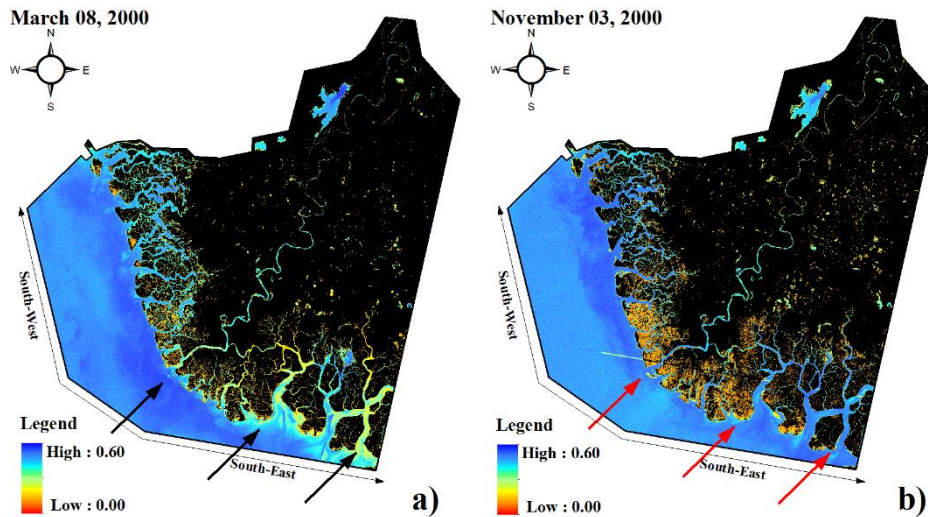 March 08, 2000
N
W E
S
South-West
South-East
Legend
High : 0.60
Low : 0.00
a)
November 03, 2000
N
W E
S
South-West
South-East
Legend
High : 0.60
Low : 0.00
b)